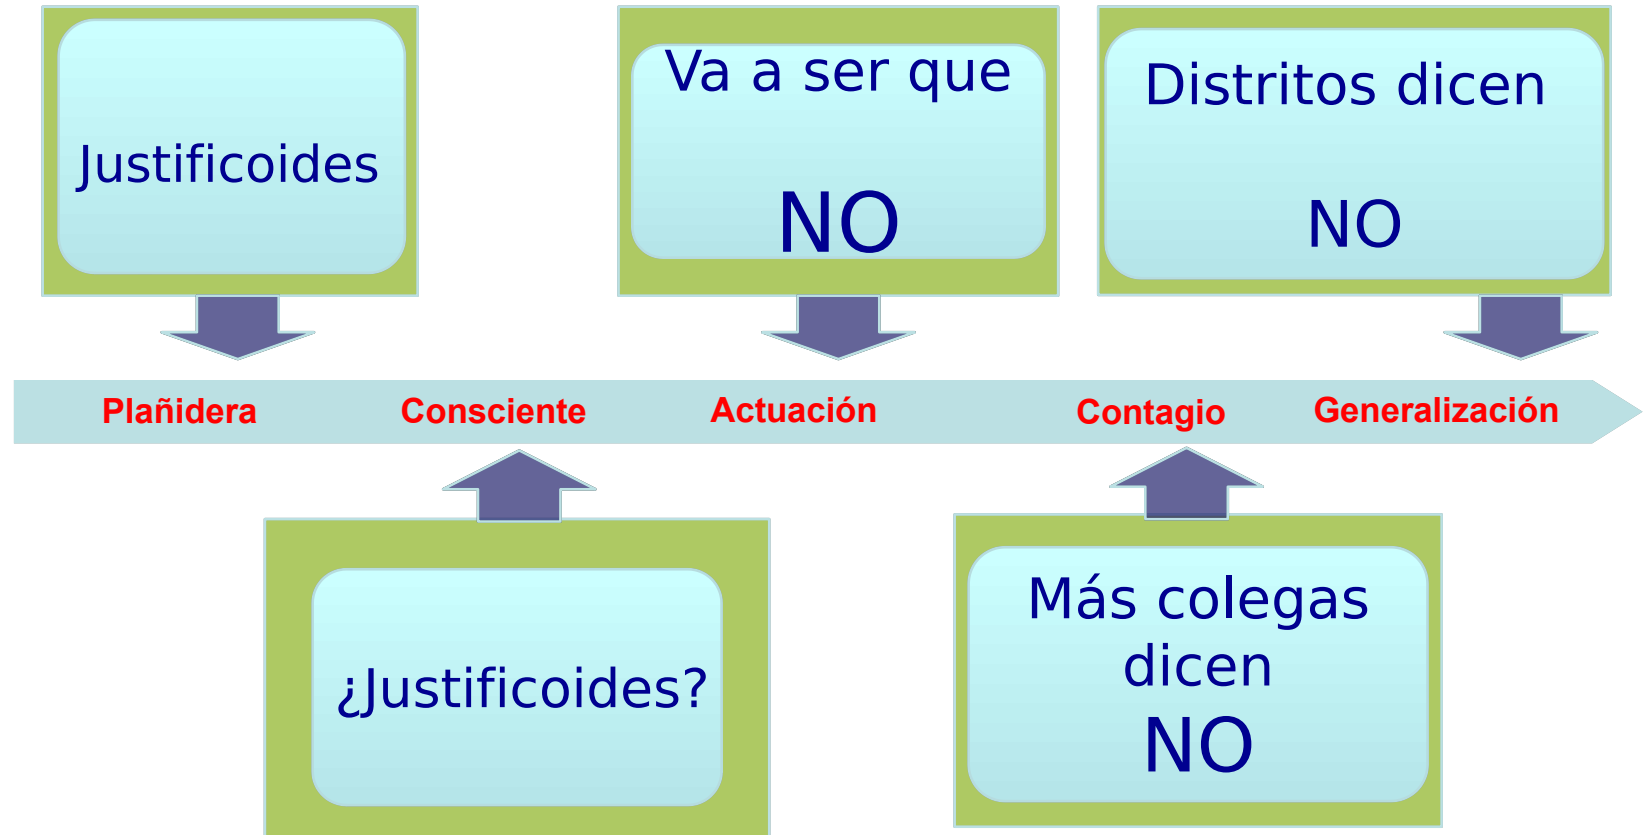 Justificoides
Va a ser que
NO
Distritos dicen
NO
Plañidera
Consciente
Actuación
Contagio
Generalización
¿Justificoides?
Más colegas
dicen
NO